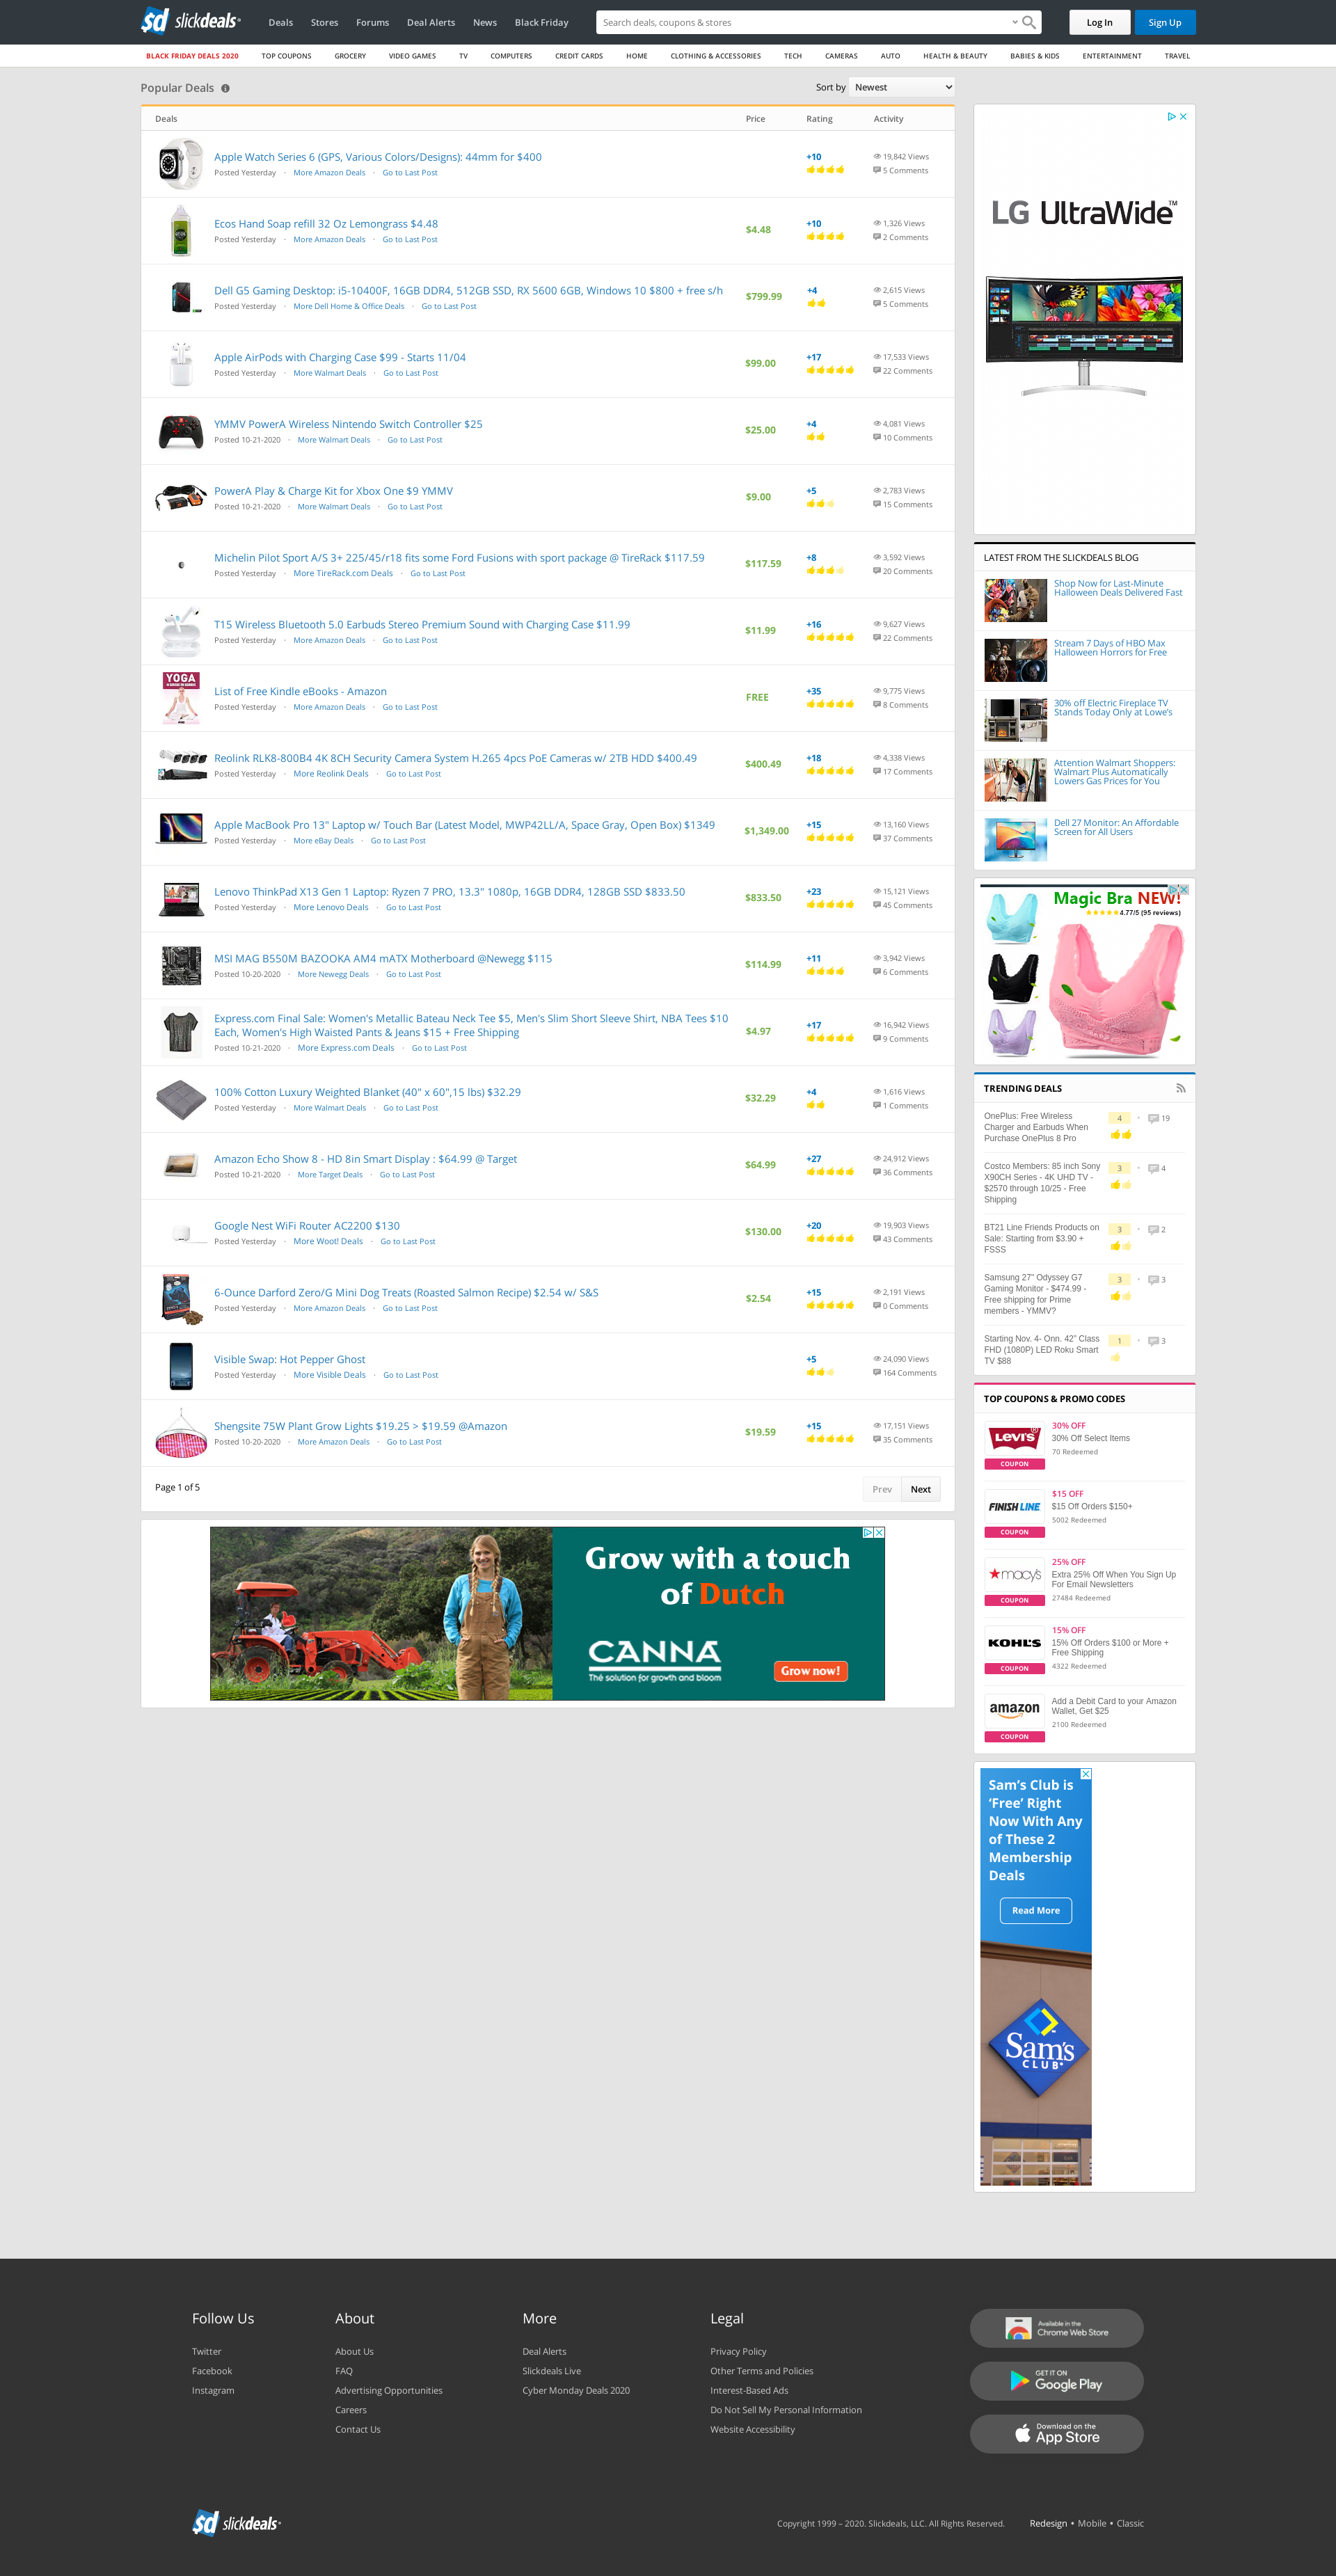 slickdeals
Deals
Stores
Forums
Deal Alerts
News
Black Friday
Search deals, coupons & stores
Log In
Sign Up
BLACK FRIDAY DEALS 2020
TOP COUPONS
GROCERY
VIDEO GAMES
TV
COMPUTERS
CREDIT CARDS
HOME
CLOTHING & ACCESSORIES
TECH
CAMERAS
AUTO
HEALTH & BEAUTY
BABIES & KIDS
ENTERTAINMENT
TRAVEL
Popular Deals
Sort by Newest
Deals Price Rating Activity
Apple Watch Series 6 (GPS, Various Colors/Designs): 44mm for $400
Posted Yesterday · More Amazon Deals · Go to Last Post
+10
19,842 Views
5 Comments
Ecos Hand Soap refill 32 Oz Lemongrass $4.48
Posted Yesterday · More Amazon Deals · Go to Last Post
$4.48
+10
1,326 Views
2 Comments
Dell G5 Gaming Desktop: i5-10400F, 16GB DDR4, 512GB SSD, RX 5600 6GB, Windows 10 $800 + free s/h
Posted Yesterday · More Dell Home & Office Deals · Go to Last Post
$799.99
+4
2,615 Views
5 Comments
Apple AirPods with Charging Case $99 - Starts 11/04
Posted Yesterday · More Walmart Deals · Go to Last Post
$99.00
+17
17,533 Views
22 Comments
YMMV PowerA Wireless Nintendo Switch Controller $25
Posted 10-21-2020 · More Walmart Deals · Go to Last Post
$25.00
+4
4,081 Views
10 Comments
PowerA Play & Charge Kit for Xbox One $9 YMMV
Posted 10-21-2020 · More Walmart Deals · Go to Last Post
$9.00
+5
2,783 Views
15 Comments
Michelin Pilot Sport A/S 3+ 225/45/r18 fits some Ford Fusions with sport package @ TireRack $117.59
Posted Yesterday · More TireRack.com Deals · Go to Last Post
$117.59
+8
3,592 Views
20 Comments
T15 Wireless Bluetooth 5.0 Earbuds Stereo Premium Sound with Charging Case $11.99
Posted Yesterday · More Amazon Deals · Go to Last Post
$11.99
+16
9,627 Views
22 Comments
YOGA
List of Free Kindle eBooks - Amazon
Posted Yesterday · More Amazon Deals · Go to Last Post
FREE
+35
9,775 Views
8 Comments
Reolink RLK8-800B4 4K 8CH Security Camera System H.265 4pcs PoE Cameras w/ 2TB HDD $400.49
Posted Yesterday · More Reolink Deals · Go to Last Post
$400.49
+18
4,338 Views
17 Comments
Apple MacBook Pro 13" Laptop w/ Touch Bar (Latest Model, MWP42LL/A, Space Gray, Open Box) $1349
Posted Yesterday · More eBay Deals · Go to Last Post
$1,349.00
+15
13,160 Views
37 Comments
Lenovo ThinkPad X13 Gen 1 Laptop: Ryzen 7 PRO, 13.3" 1080p, 16GB DDR4, 128GB SSD $833.50
Posted Yesterday · More Lenovo Deals · Go to Last Post
$833.50
+23
15,121 Views
45 Comments
MSI MAG B550M BAZOOKA AM4 mATX Motherboard @Newegg $115
Posted 10-20-2020 · More Newegg Deals · Go to Last Post
$114.99
+11
3,942 Views
6 Comments
Express.com Final Sale: Women's Metallic Bateau Neck Tee $5, Men's Slim Short Sleeve Shirt, NBA Tees $10
Each, Women's High Waisted Pants & Jeans $15 + Free Shipping
Posted 10-21-2020 · More Express.com Deals · Go to Last Post
$4.97
+17
16,942 Views
9 Comments
100% Cotton Luxury Weighted Blanket (40" x 60",15 lbs) $32.29
Posted Yesterday · More Walmart Deals · Go to Last Post
$32.29
+4
1,616 Views
1 Comments
Amazon Echo Show 8 - HD 8in Smart Display : $64.99 @ Target
Posted 10-21-2020 · More Target Deals · Go to Last Post
$64.99
+27
24,912 Views
36 Comments
Google Nest WiFi Router AC2200 $130
Posted Yesterday · More Woot! Deals · Go to Last Post
$130.00
+20
19,903 Views
43 Comments
6-Ounce Darford Zero/G Mini Dog Treats (Roasted Salmon Recipe) $2.54 w/ S&S
Posted Yesterday · More Amazon Deals · Go to Last Post
$2.54
+15
2,191 Views
0 Comments
Visible Swap: Hot Pepper Ghost
Posted Yesterday · More Visible Deals · Go to Last Post
+5
24,090 Views
164 Comments
Shengsite 75W Plant Grow Lights $19.25 > $19.59 @Amazon
Posted 10-20-2020 · More Amazon Deals · Go to Last Post
$19.59
+15
17,151 Views
35 Comments
Page 1 of 5
Prev
Next
Grow with a touch
of Dutch
CANNA
The solution for growth and bloom
Grow now!
LG UltraWide™
LATEST FROM THE SLICKDEALS BLOG
Shop Now for Last-Minute
Halloween Deals Delivered Fast
Stream 7 Days of HBO Max
Halloween Horrors for Free
30% off Electric Fireplace TV
Stands Today Only at Lowe's
Attention Walmart Shoppers:
Walmart Plus Automatically
Lowers Gas Prices for You
Dell 27 Monitor: An Affordable
Screen for All Users
Magic Bra NEW!
4.77/5 (95 reviews)
TRENDING DEALS
OnePlus: Free Wireless
Charger and Earbuds When
Purchase OnePlus 8 Pro
4 · 19
Costco Members: 85 inch Sony
X90CH Series - 4K UHD TV -
$2570 through 10/25 - Free
Shipping
3 · 4
BT21 Line Friends Products on
Sale: Starting from $3.90 +
FSSS
3 · 2
Samsung 27" Odyssey G7
Gaming Monitor - $474.99 -
Free shipping for Prime
members - YMMV?
3 · 3
Starting Nov. 4- Onn. 42" Class
FHD (1080P) LED Roku Smart
TV $88
1 · 3
TOP COUPONS & PROMO CODES
LEVI'S
COUPON
30% OFF
30% Off Select Items
70 Redeemed
FINISH LINE
COUPON
$15 OFF
$15 Off Orders $150+
5002 Redeemed
macy's
COUPON
25% OFF
Extra 25% Off When You Sign Up
For Email Newsletters
27484 Redeemed
KOHL'S
COUPON
15% OFF
15% Off Orders $100 or More +
Free Shipping
4322 Redeemed
amazon
COUPON
Add a Debit Card to your Amazon
Wallet, Get $25
2100 Redeemed
Sam's Club is
‘Free’ Right
Now With Any
of These 2
Membership
Deals
Read More
Sam's
CLUB
Follow Us
Twitter
Facebook
Instagram
About
About Us
FAQ
Advertising Opportunities
Careers
Contact Us
More
Deal Alerts
Slickdeals Live
Cyber Monday Deals 2020
Legal
Privacy Policy
Other Terms and Policies
Interest-Based Ads
Do Not Sell My Personal Information
Website Accessibility
Available in the
Chrome Web Store
GET IT ON
Google Play
Download on the
App Store
slickdeals
Copyright 1999 – 2020. Slickdeals, LLC. All Rights Reserved.
Redesign • Mobile • Classic